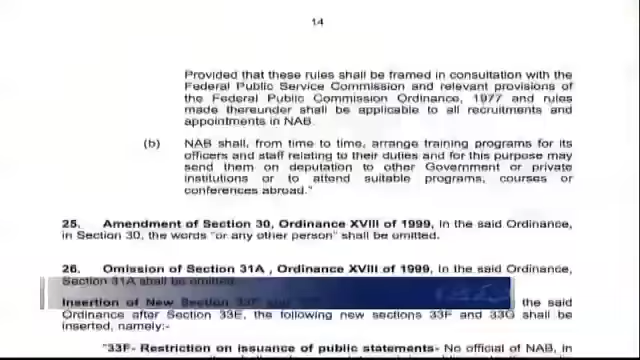 14
Provided that these rules shall be framed in consultation with the
Federal Public Service Commission and relevant provisions of
the Federal Public Commission Ordinance, 1977 and rules
made thereunder shall be applicable to all recruitments and
appointments in NAB.
(b) NAB shall, from time to time, arrange training programs for its
officers and staff relating to their duties and for this purpose may
send them on deputation to other Government or private
institutions or to attend suitable programs, courses or
conferences abroad."
25. Amendment of Section 30, Ordinance XVIII of 1999, In the said Ordinance,
in Section 30, the words "or any other person" shall be omitted.
26. Omission of Section 31A , Ordinance XVIII of 1999, In the said Ordinance,
Section 31A shall be omitted
Insertion of New Section 33F the said
Ordinance after Section 33E, the following new sections 33F and 33G shall be
inserted, namely:-
"33F- Restriction on issuance of public statements- No official of NAB, in